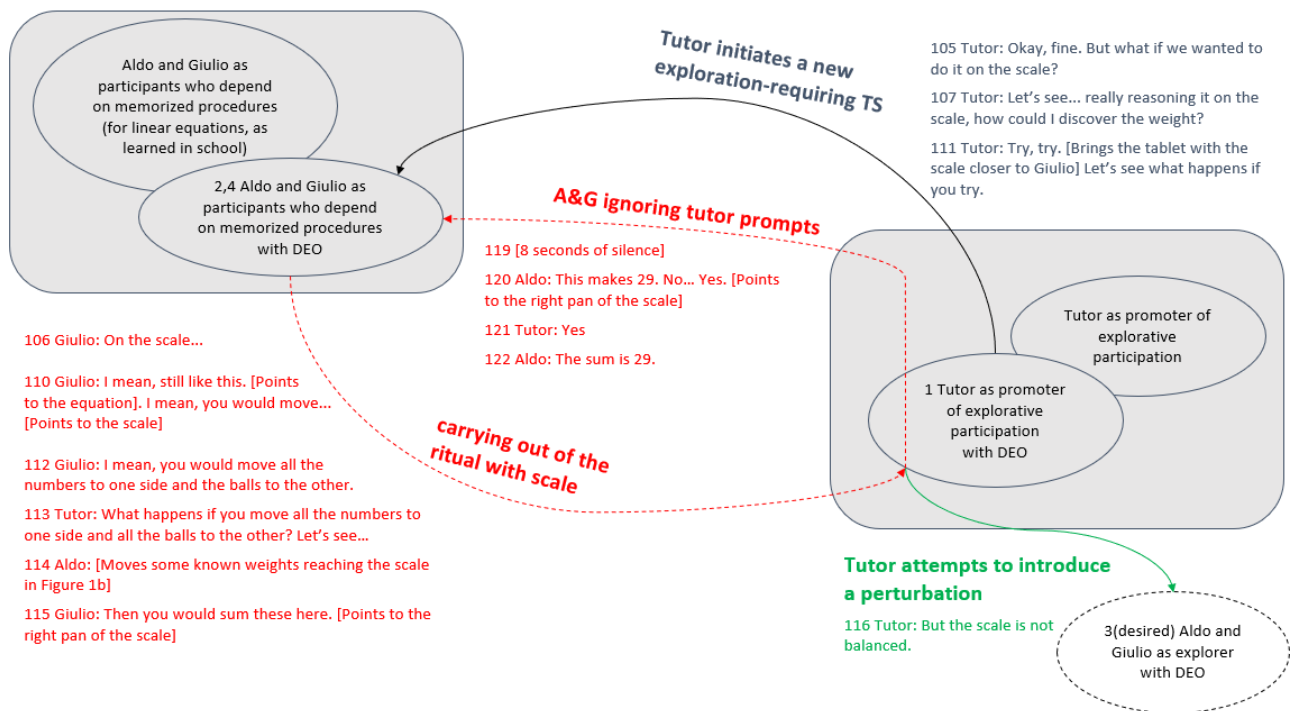 Aldo and Giulio as
participants who depend
on memorized procedures
(for linear equations, as
learned in school)
2,4 Aldo and Giulio as
participants who depend
on memorized procedures
with DEO
Tutor initiates a new
exploration-requiring TS
105 Tutor: Okay, fine. But what if we wanted to
do it on the scale?
107 Tutor: Let's see... really reasoning it on the
scale, how could I discover the weight?
111 Tutor: Try, try. [Brings the tablet with the
scale closer to Giulio] Let's see what happens if
you try.
A&G ignoring tutor prompts
119 [8 seconds of silence]
120 Aldo: This makes 29. No... Yes. [Points
to the right pan of the scale]
121 Tutor: Yes
122 Aldo: The sum is 29.
Tutor as promoter of
explorative
participation
1 Tutor as promoter
of explorative
participation
with DEO
106 Giulio: On the scale...
110 Giulio: I mean, still like this. [Points
to the equation]. I mean, you would move...
[Points to the scale]
112 Giulio: I mean, you would move all the
numbers to one side and the balls to the other.
113 Tutor: What happens if you move all the numbers to
one side and all the balls to the other? Let's see...
114 Aldo: [Moves some known weights reaching the scale
in Figure 1b]
115 Giulio: Then you would sum these here. [Points to the
right pan of the scale]
carrying out of the
ritual with scale
Tutor attempts to introduce
a perturbation
116 Tutor: But the scale is not
balanced.
3(desired) Aldo and
Giulio as explorer
with DEO